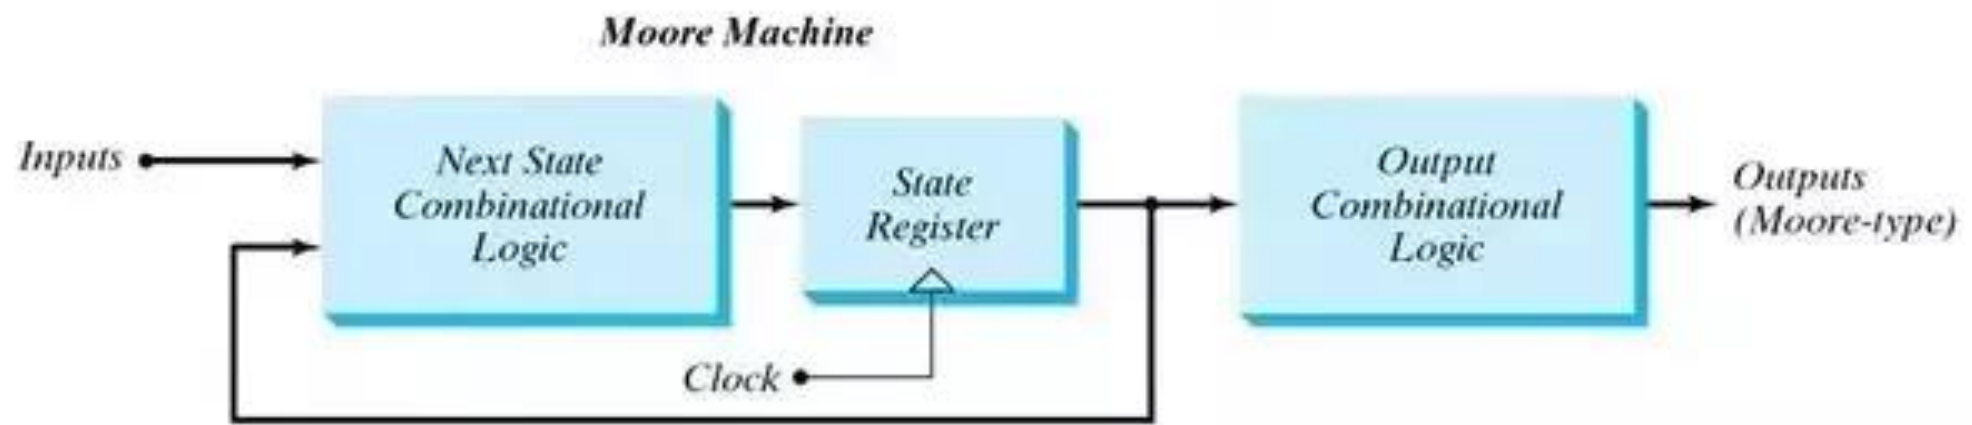 Moore Machine
Inputs
Next State
Combinational
Logic
State
Register
Output
Combinational
Logic
Outputs
(Moore-type)
Clock